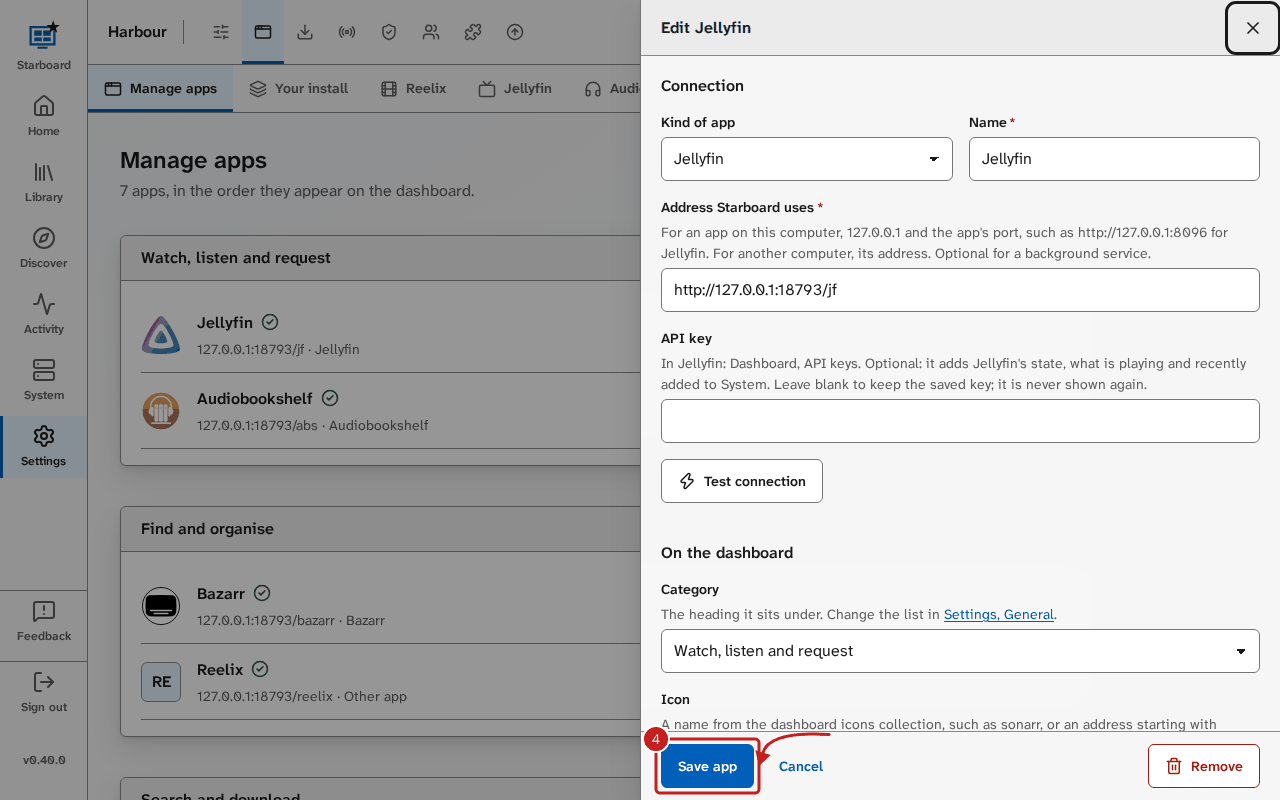 Starboard
Home
Library
Discover
Activity
System
Settings
Feedback
Sign out
v0.40.0
Harbour
Manage apps
Your install
Reelix
Jellyfin
Manage apps
7 apps, in the order they appear on the dashboard.
Watch, listen and request
Jellyfin
127.0.0.1:18793/jf · Jellyfin
Audiobookshelf
127.0.0.1:18793/abs · Audiobookshelf
Find and organise
Bazarr
127.0.0.1:18793/bazarr · Bazarr
RE
Reelix
127.0.0.1:18793/reelix · Other app
Search and download
Edit Jellyfin
Connection
Kind of app
Jellyfin
Name *
Jellyfin
Address Starboard uses *
For an app on this computer, 127.0.0.1 and the app's port, such as http://127.0.0.1:8096 for
Jellyfin. For another computer, its address. Optional for a background service.
http://127.0.0.1:18793/jf
API key
In Jellyfin: Dashboard, API keys. Optional: it adds Jellyfin's state, what is playing and recently
added to System. Leave blank to keep the saved key; it is never shown again.
Test connection
On the dashboard
Category
The heading it sits under. Change the list in Settings, General.
Watch, listen and request
Icon
A name from the dashboard icons collection, such as sonarr, or an address starting with
4
Save app
Cancel
Remove